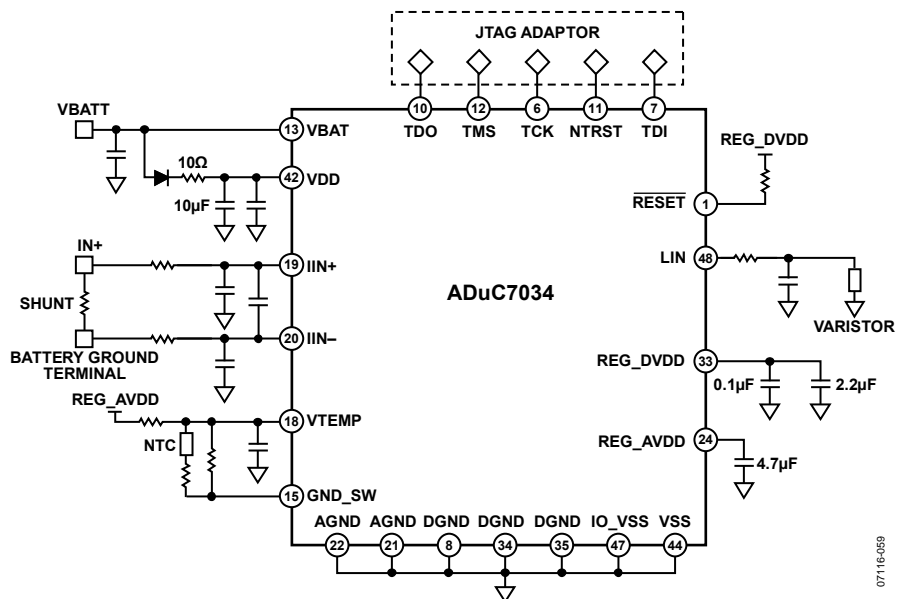 JTAG ADAPTOR
10 12 6 11 7
TDO TMS TCK NTRST TDI
VBATT
13 VBAT
10Ω
42 VDD
10µF
REG_DVDD
RESET 1
IN+
19 IIN+
SHUNT
20 IIN–
BATTERY GROUND
TERMINAL
LIN 48
VARISTOR
ADuC7034
REG_DVDD 33
0.1µF 2.2µF
REG_AVDD
18 VTEMP
NTC
15 GND_SW
REG_AVDD 24
4.7µF
AGND AGND DGND DGND DGND IO_VSS VSS
22 21 8 34 35 47 44
07116-059